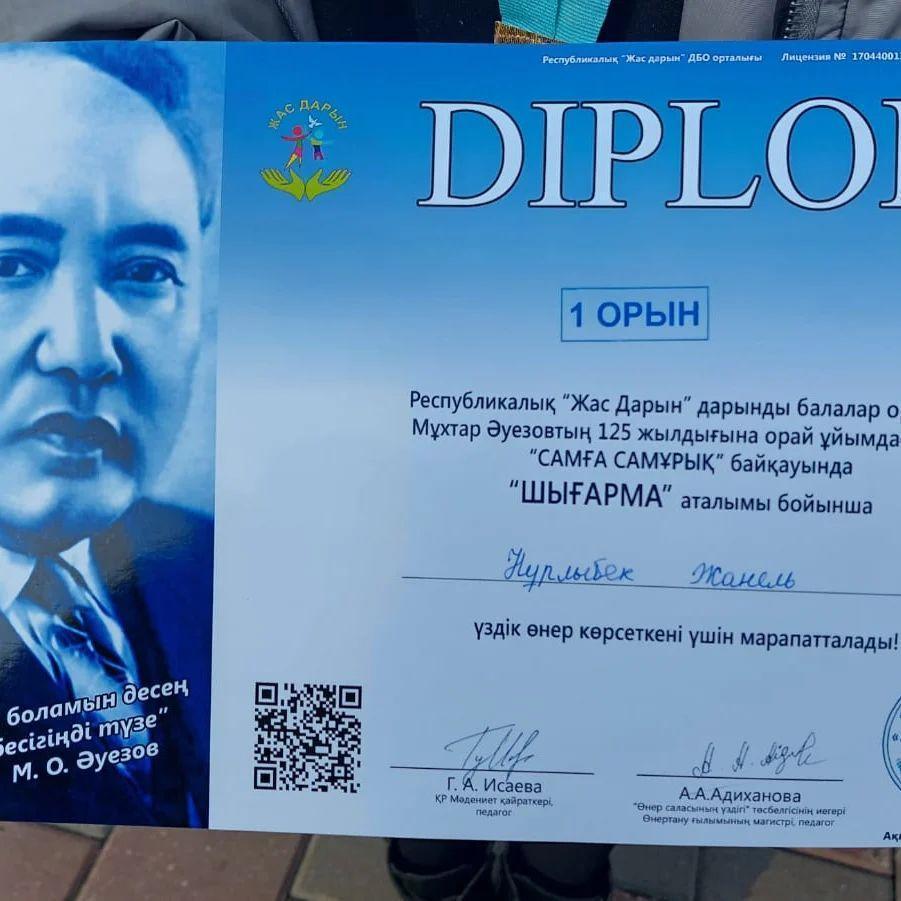 Республикалық "Жас дарын" ДБО орталығы Лицензия № 1704400
ЖАС ДАРЫН
DIPLO
1 ОРЫН
Республикалық "Жас Дарын" дарынды балалар
Мұхтар Әуезовтың 125 жылдығына орай ұйымда
"САМҒА САМҰРЫҚ" байқауында
"ШЫҒАРМА" аталымы бойынша
Нурлыбек Жанель
үздік өнер көрсеткені үшін марапатталады!
боламын десең
бесігіңді түзе"
М. О. Әуезов
Г. А. Исаева
ҚР Мәдениет қайраткері,
педагог
А.А.Адиханова
"Өнер саласының үздігі" төсбелгісінің иегері
Өнертану ғылымының магистрі, педагог